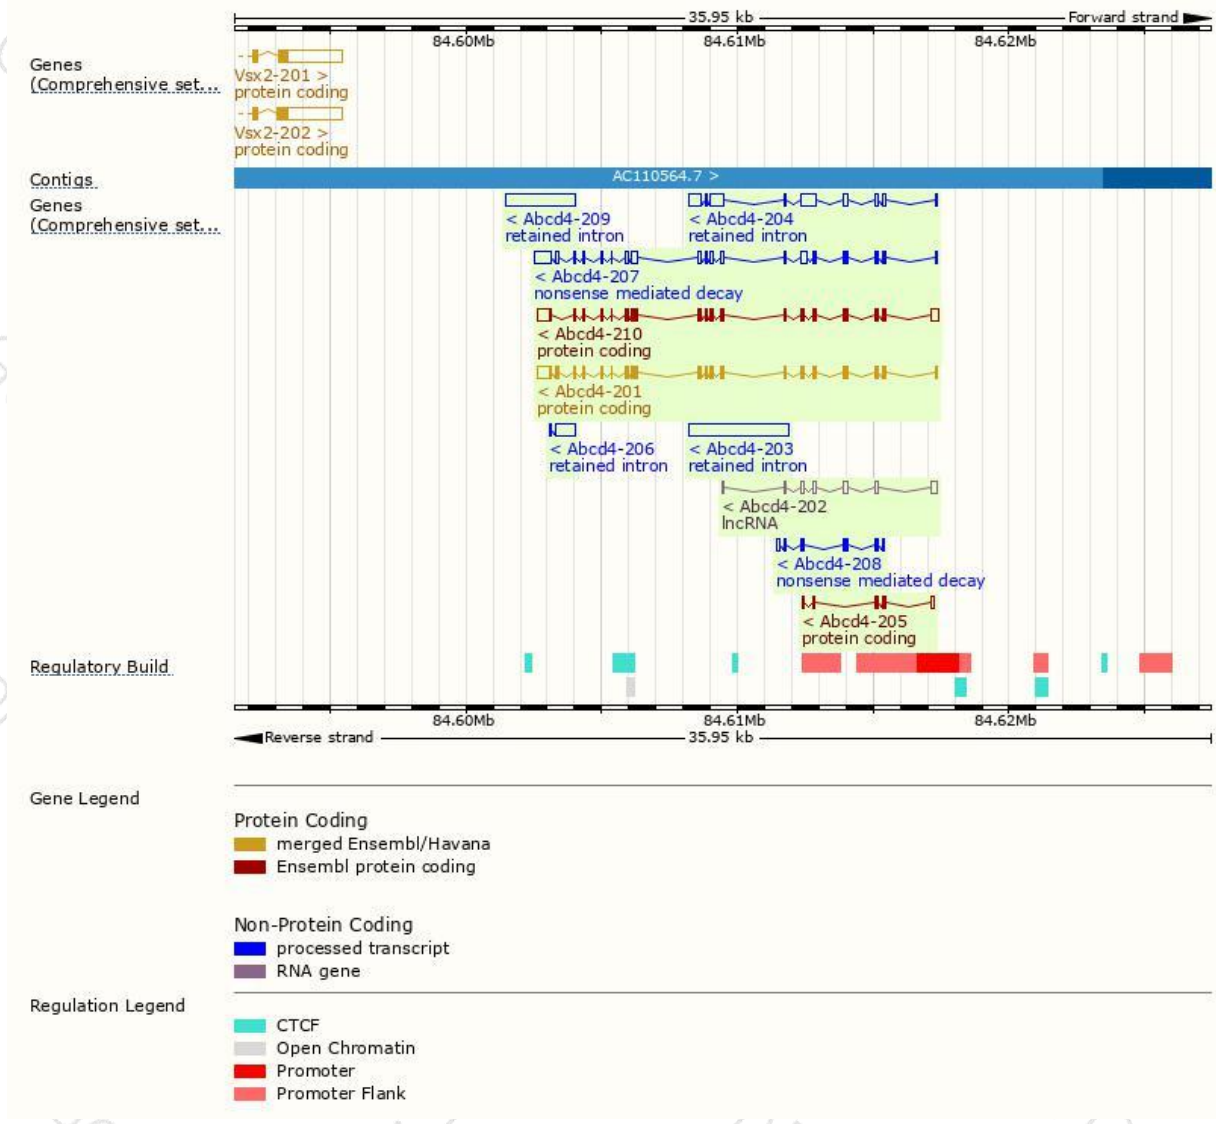 35.95 kb Forward strand
84.60Mb 84.61Mb 84.62Mb
Genes
(Comprehensive set...
Vsx2-201 >
protein coding
Vsx2-202 >
protein coding
Contigs
AC110564.7 >
Genes
(Comprehensive set...
< Abcd4-209 < Abcd4-204
retained intron retained intron
< Abcd4-207
nonsense mediated decay
< Abcd4-210
protein coding
< Abcd4-201
protein coding
< Abcd4-206 < Abcd4-203
retained intron retained intron
< Abcd4-202
lncRNA
< Abcd4-208
nonsense mediated decay
< Abcd4-205
protein coding
Regulatory Build
84.60Mb 84.61Mb 84.62Mb
Reverse strand 35.95 kb
Gene Legend
Protein Coding
merged Ensembl/Havana
Ensembl protein coding
Non-Protein Coding
processed transcript
RNA gene
Regulation Legend
CTCF
Open Chromatin
Promoter
Promoter Flank